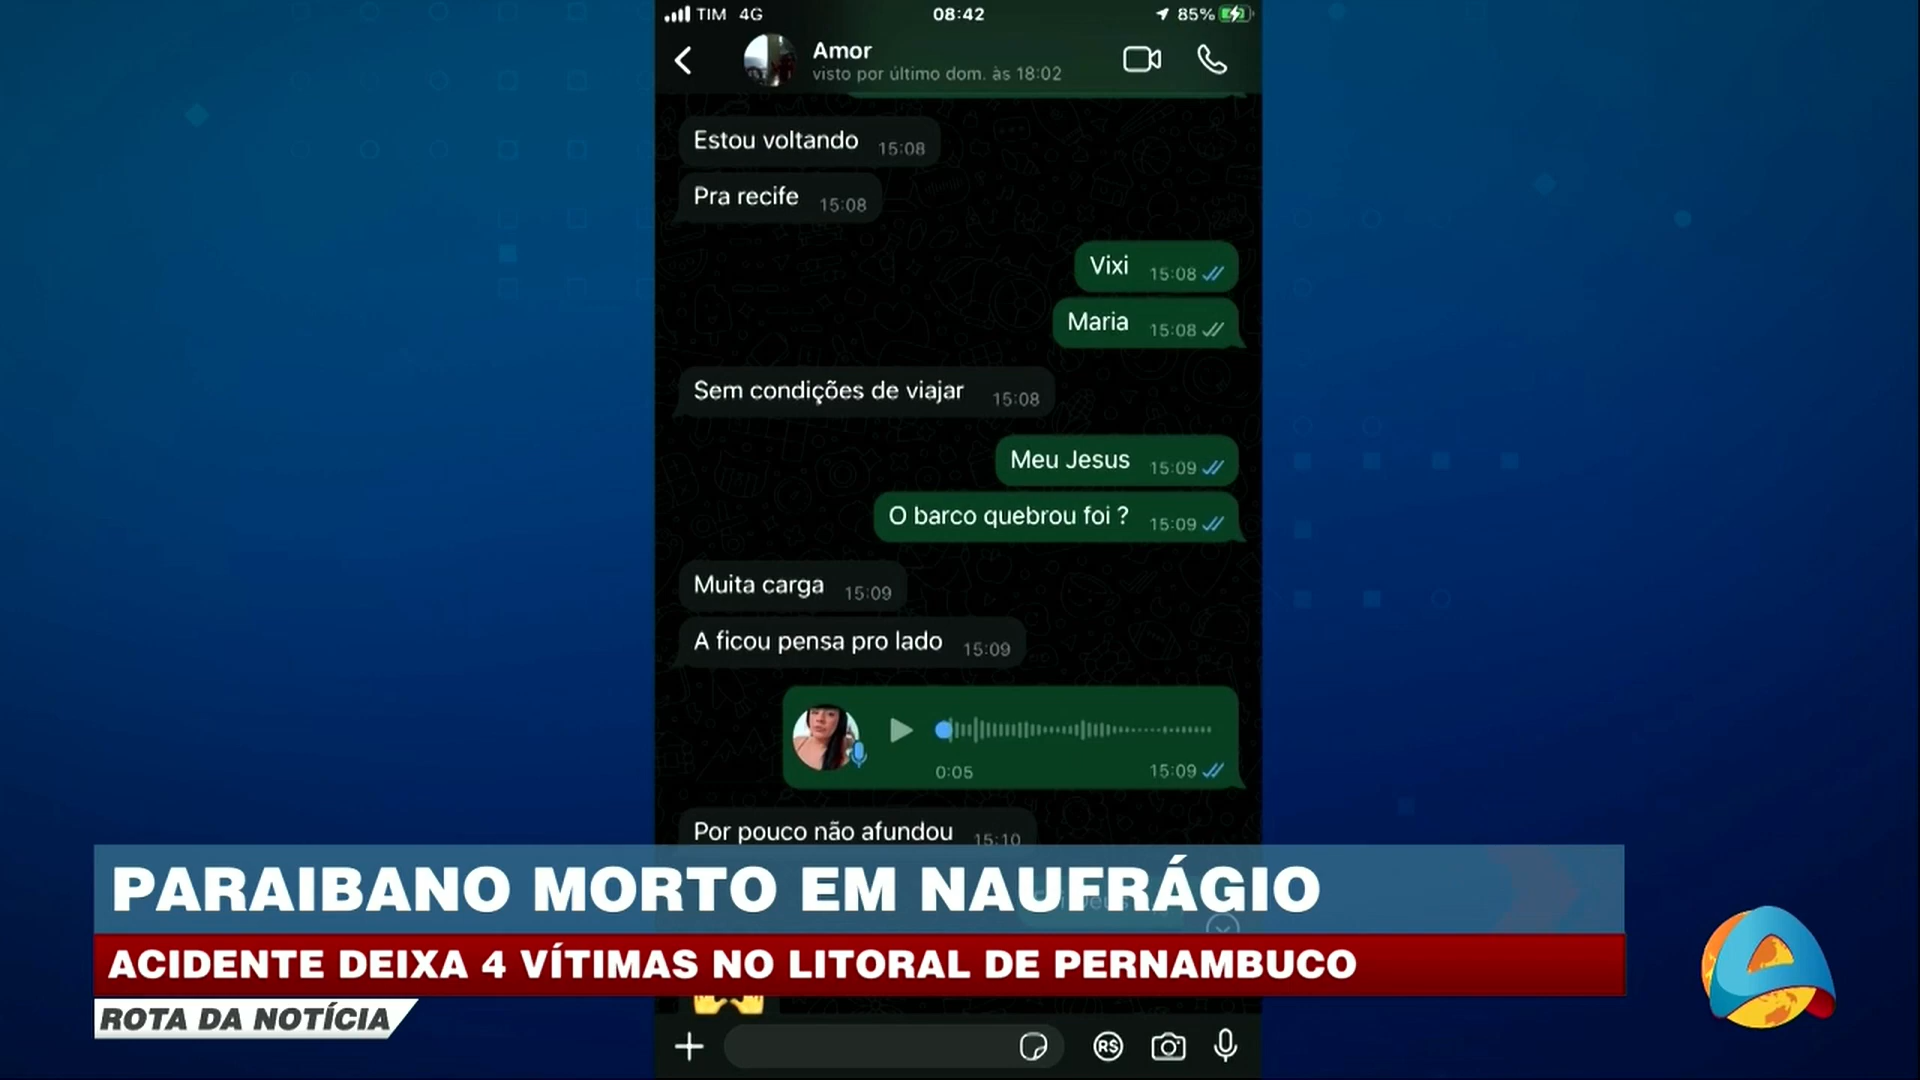 TIM 4G 08:42 85%
Amor
visto por último dom. às 18:02
Estou voltando 15:08
Pra recife 15:08
Vixi 15:08
Maria 15:08
Sem condições de viajar 15:08
Meu Jesus 15:09
O barco quebrou foi ? 15:09
Muita carga 15:09
A ficou pensa pro lado 15:09
0:05 15:09
Por pouco não afundou 15:10
PARAIBANO MORTO EM NAUFRÁGIO
ACIDENTE DEIXA 4 VÍTIMAS NO LITORAL DE PERNAMBUCO
ROTA DA NOTÍCIA
R$